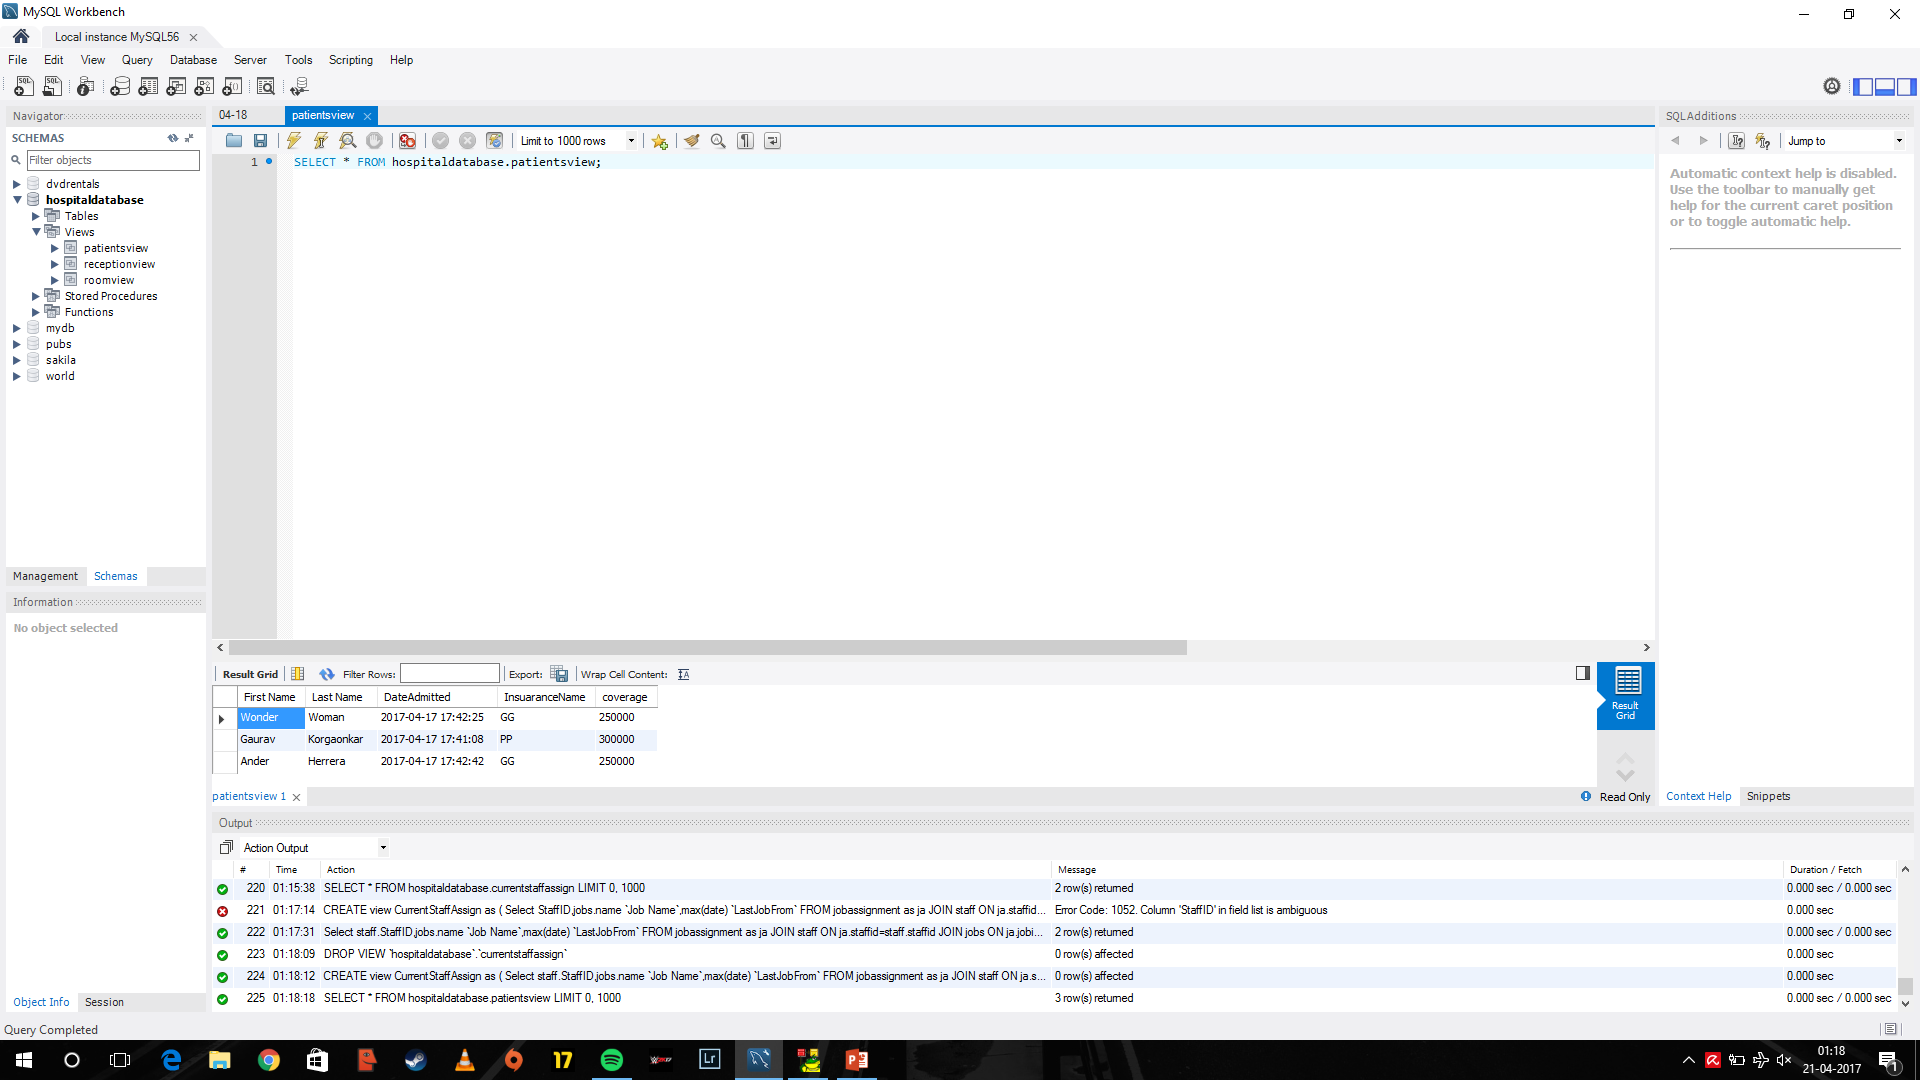 MySQL Workbench
Local instance MySQL56
File Edit View Query Database Server Tools Scripting Help
Navigator
SCHEMAS
Filter objects
dvdrentals
hospitaldatabase
Tables
Views
patientsview
receptionview
roomview
Stored Procedures
Functions
mydb
pubs
sakila
world
Management Schemas
Information
No object selected
Object Info Session
04-18 patientsview
Limit to 1000 rows
1 SELECT * FROM hospitaldatabase.patientsview;
Result Grid Filter Rows: Export: Wrap Cell Content:
First Name Last Name DateAdmitted InsuaranceName coverage
Wonder Woman 2017-04-17 17:42:25 GG 250000
Gaurav Korgaonkar 2017-04-17 17:41:08 PP 300000
Ander Herrera 2017-04-17 17:42:42 GG 250000
Result
Grid
patientsview 1
Read Only
SQLAdditions
Jump to
Automatic context help is disabled.
Use the toolbar to manually get
help for the current caret position
or to toggle automatic help.
Context Help Snippets
Output
Action Output
# Time Action Message Duration / Fetch
220 01:15:38 SELECT * FROM hospitaldatabase.currentstaffassign LIMIT 0, 1000 2 row(s) returned 0.000 sec / 0.000 sec
221 01:17:14 CREATE view CurrentStaffAssign as ( Select StaffID,jobs.name `Job Name`,max(date) `LastJobFrom` FROM jobassignment as ja JOIN staff ON ja.staffid... Error Code: 1052. Column 'StaffID' in field list is ambiguous 0.000 sec
222 01:17:31 Select staff.StaffID,jobs.name `Job Name`,max(date) `LastJobFrom` FROM jobassignment as ja JOIN staff ON ja.staffid=staff.staffid JOIN jobs ON ja.jobi... 2 row(s) returned 0.000 sec / 0.000 sec
223 01:18:09 DROP VIEW `hospitaldatabase`.`currentstaffassign` 0 row(s) affected 0.000 sec
224 01:18:12 CREATE view CurrentStaffAssign as ( Select staff.StaffID,jobs.name `Job Name`,max(date) `LastJobFrom` FROM jobassignment as ja JOIN staff ON ja.s... 0 row(s) affected 0.000 sec
225 01:18:18 SELECT * FROM hospitaldatabase.patientsview LIMIT 0, 1000 3 row(s) returned 0.000 sec / 0.000 sec
Query Completed
17
Lr
01:18
21-04-2017
1